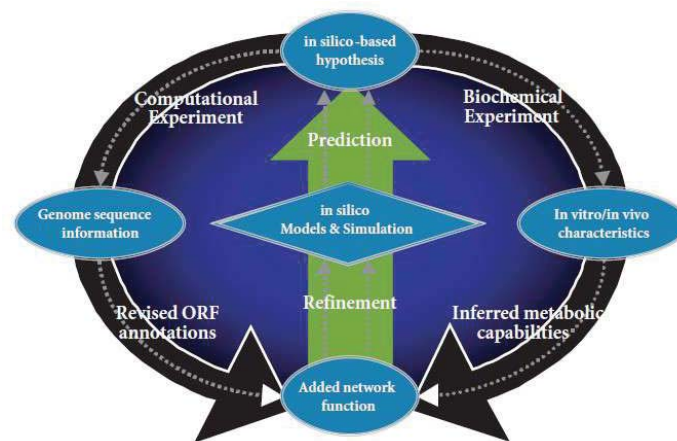 in silico-based
hypothesis
Computational
Experiment
Biochemical
Experiment
Prediction
Genome sequence
information
in silico
Models & Simulation
In vitro/in vivo
characteristics
Refinement
Revised ORF
annotations
Inferred metabolic
capabilities
Added network
function